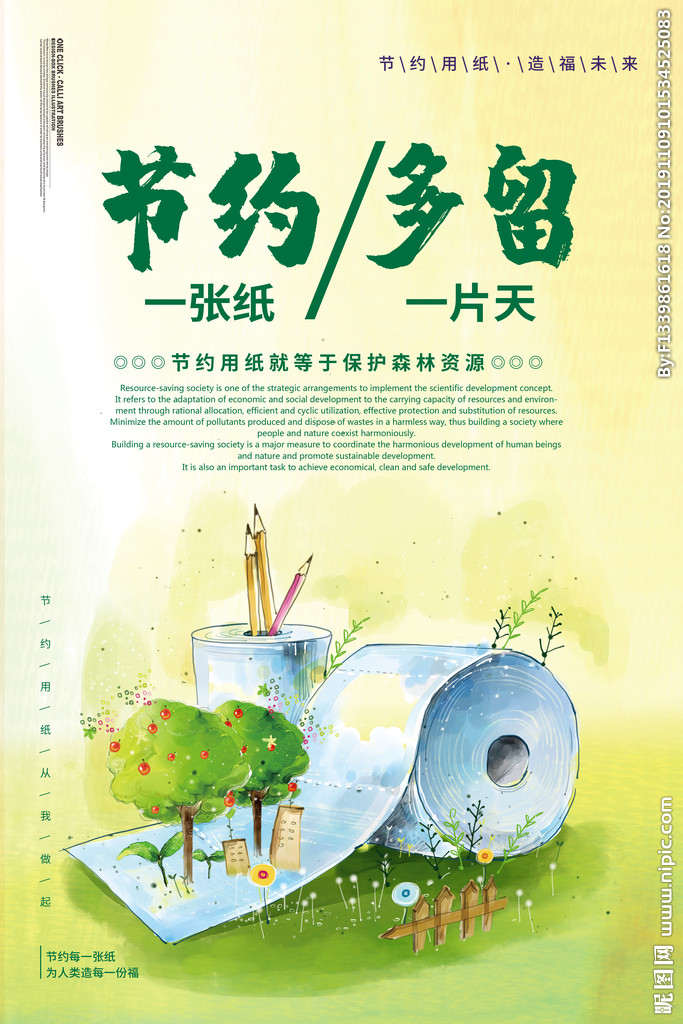 ONE CLICK - CALLI ART BRUSHES
DESIGN-BOX BRUSHES ILLUSTRATION
节\约\用\纸\·\造\福\未\来
节约/多留
一张纸 一片天
◎◎◎节约用纸就等于保护森林资源◎◎◎
Resource-saving society is one of the strategic arrangements to implement the scientific development concept.
It refers to the adaptation of economic and social development to the carrying capacity of resources and environ-
ment through rational allocation, efficient and cyclic utilization, effective protection and substitution of resources.
Minimize the amount of pollutants produced and dispose of wastes in a harmless way, thus building a society where
people and nature coexist harmoniously.
Building a resource-saving society is a major measure to coordinate the harmonious development of human beings
and nature and promote sustainable development.
It is also an important task to achieve economical, clean and safe development.
节/约/用/纸/从/我/做/起
节约每一张纸
为人类造每一份福
By F1339861618 No.20191109101534525083
昵图网 www.nipic.com